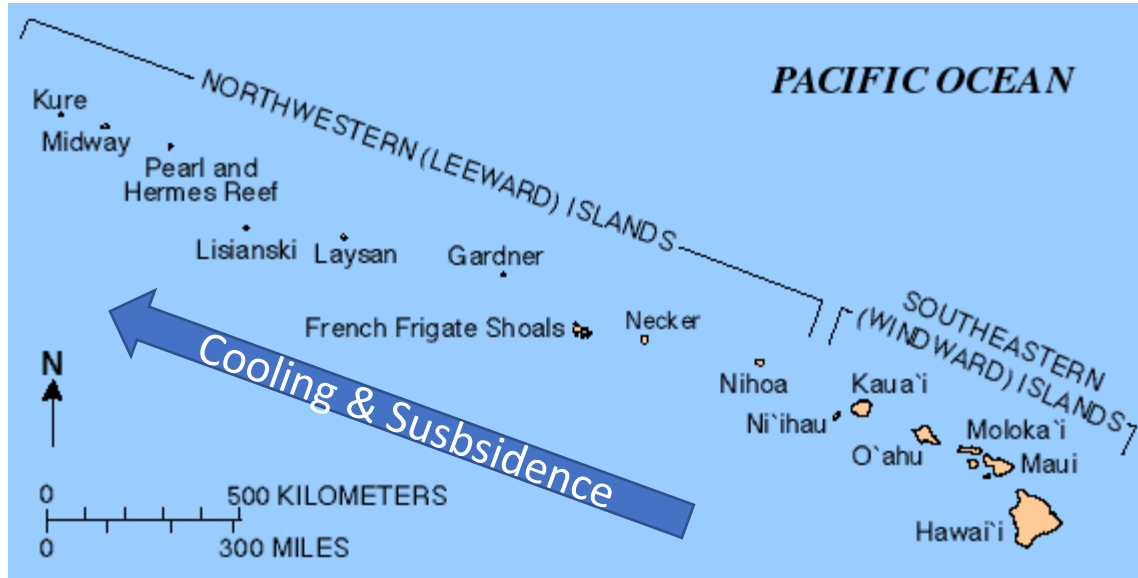 PACIFIC OCEAN
NORTHWESTERN (LEEWARD) ISLANDS
Kure
Midway
Pearl and
Hermes Reef
Lisianski
Laysan
Gardner
French Frigate Shoals
Necker
Nihoa
SOUTHEASTERN
(WINDWARD) ISLANDS
Kaua`i
Ni`ihau
O`ahu
Moloka`i
Maui
Hawai`i
Cooling & Susbsidence
N
0 500 KILOMETERS
0 300 MILES